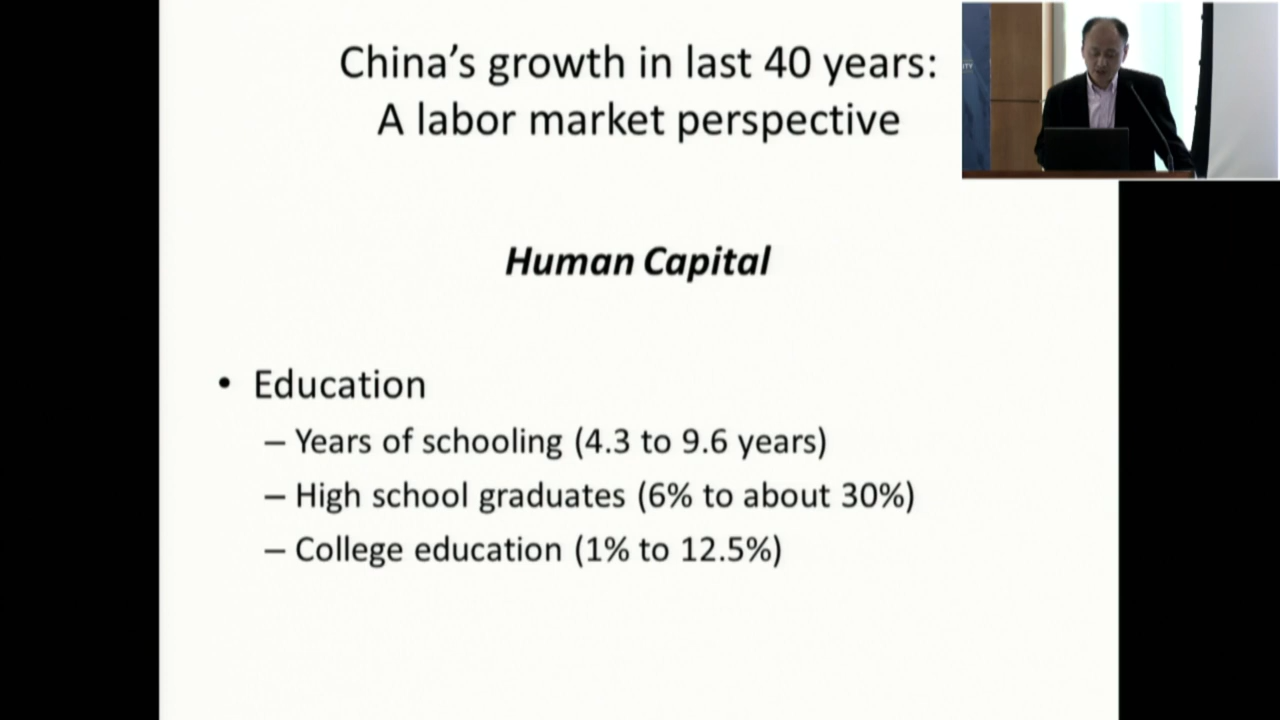 China's growth in last 40 years:
A labor market perspective
Human Capital
• Education
– Years of schooling (4.3 to 9.6 years)
– High school graduates (6% to about 30%)
– College education (1% to 12.5%)